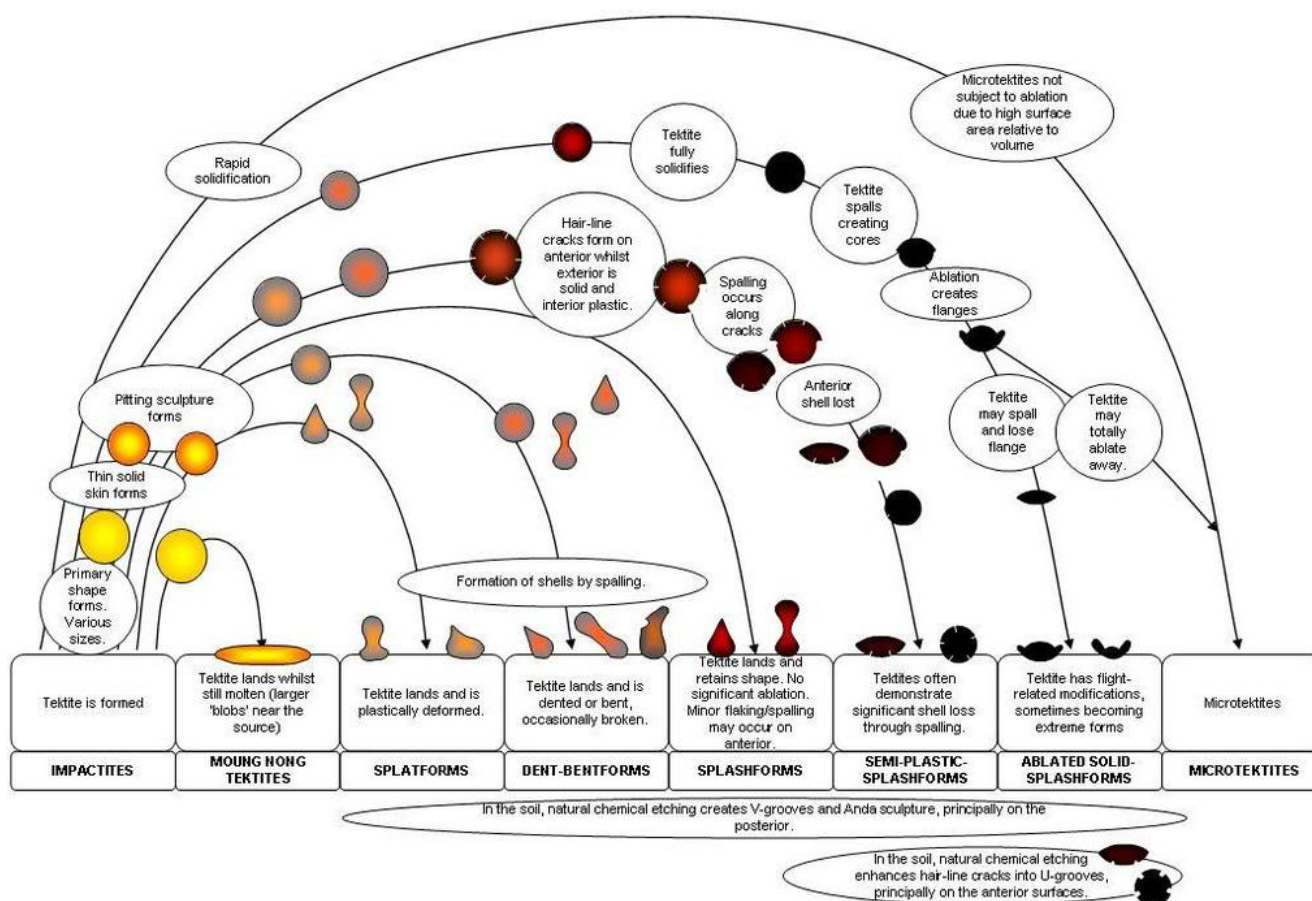 Microtektites not
subject to ablation
due to high surface
area relative to
volume
Rapid
solidification
Tektite
fully
solidifies
Tektite
spalls
creating
cores
Hair-line
cracks form on
anterior whilst
exterior is
solid and
interior plastic.
Spalling
occurs
along
cracks
Ablation
creates
flanges
Pitting sculpture
forms
Anterior
shell lost
Tektite
may spall
and lose
flange
Tektite
may
totally
ablate
away.
Thin solid
skin forms
Primary
shape
forms.
Various
sizes.
Formation of shells by spalling.
Tektite is formed
Tektite lands whilst
still molten (larger
'blobs' near the
source)
Tektite lands and is
plastically deformed.
Tektite lands and is
dented or bent,
occasionally broken.
Tektite lands and
retains shape. No
significant ablation.
Minor flaking/spalling
may occur on
anterior.
Tektites often
demonstrate
significant shell loss
through spalling.
Tektite has flight-
related modifications,
sometimes becoming
extreme forms
Microtektites
IMPACTITES
MOUNG NONG
TEKTITES
SPLATFORMS
DENT-BENTFORMS
SPLASHFORMS
SEMI-PLASTIC-
SPLASHFORMS
ABLATED SOLID-
SPLASHFORMS
MICROTEKTITES
In the soil, natural chemical etching creates V-grooves and Anda sculpture, principally on the
posterior.
In the soil, natural chemical etching
enhances hair-line cracks into U-grooves,
principally on the anterior surfaces.